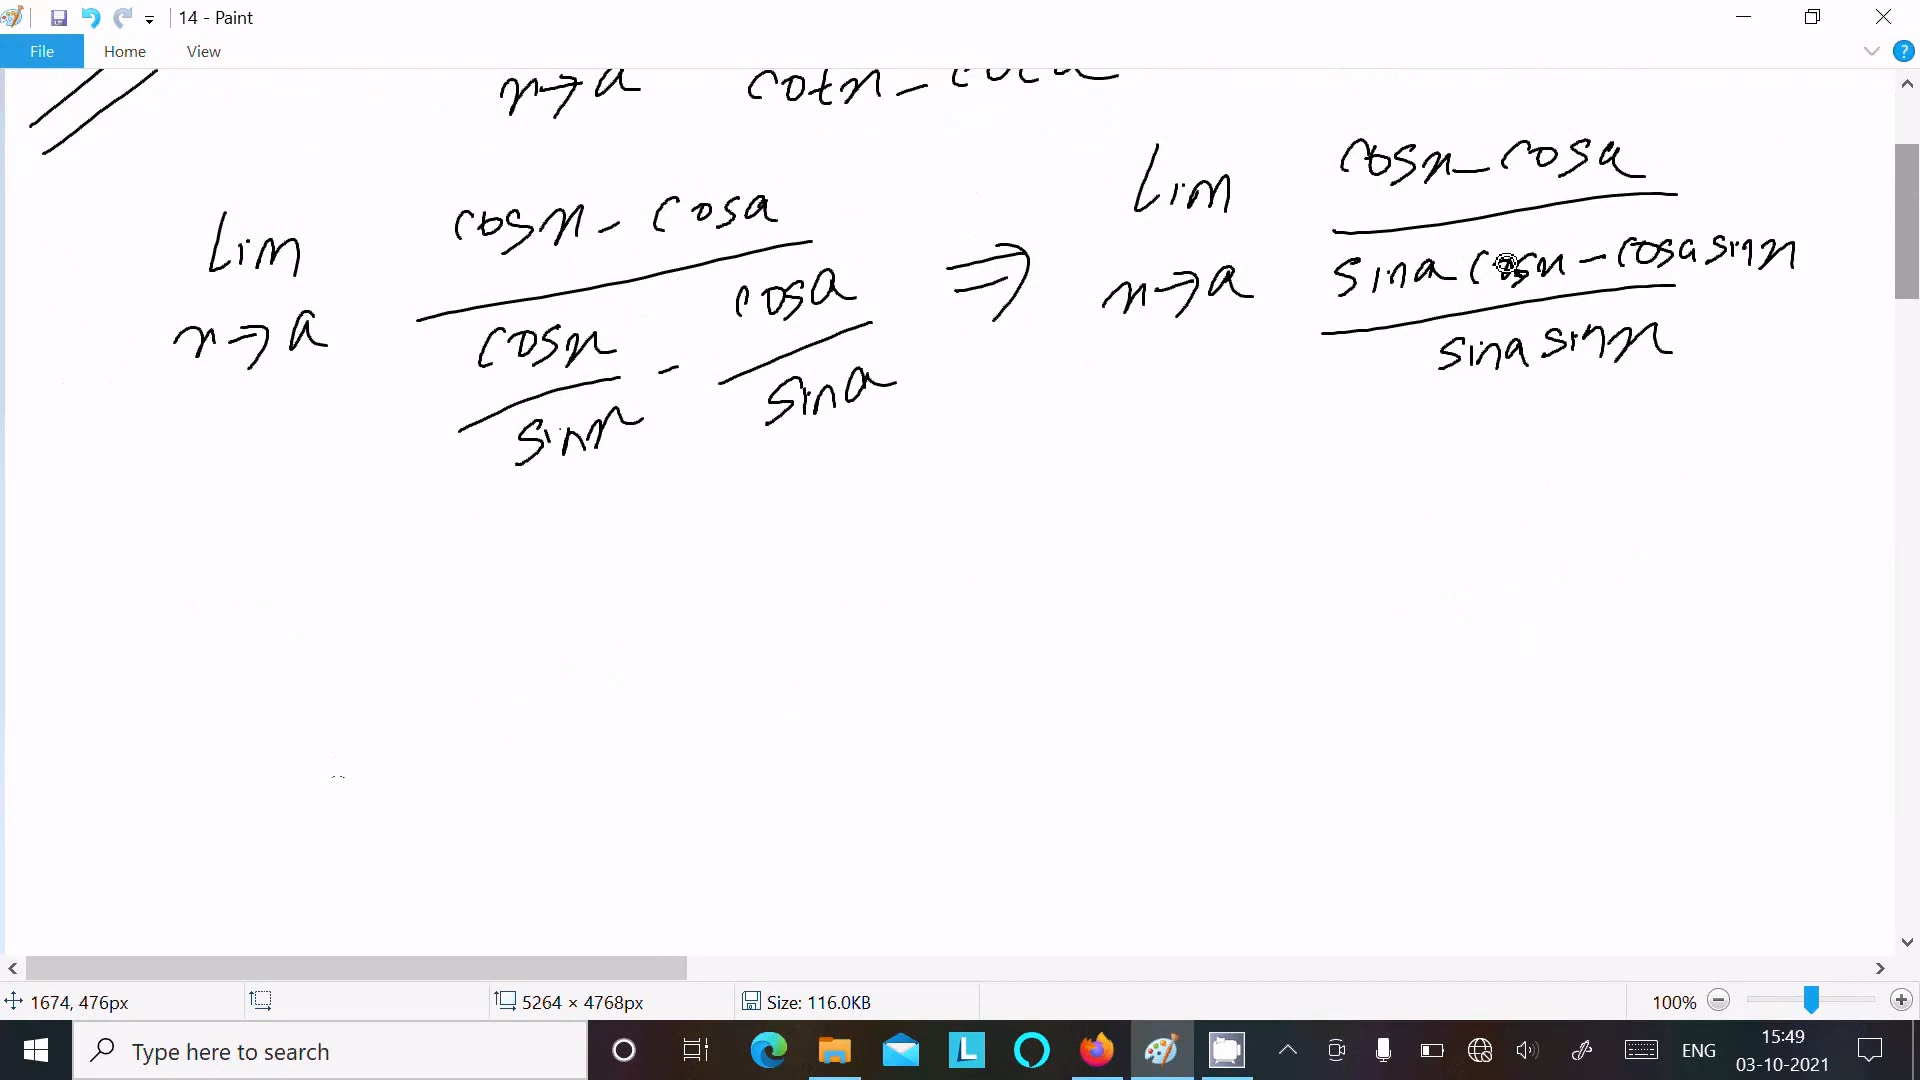 14 - Paint
File Home View
x→a cotx - cota
Lim cosx - cosa
x→a cosx/sinx - cosa/sina
⇒ Lim cosx - cosa
x→a sina cosx - cosa sinx
sina sinx
1674, 476px 5264 × 4768px Size: 116.0KB 100%
Type here to search L ENG 15:49
03-10-2021